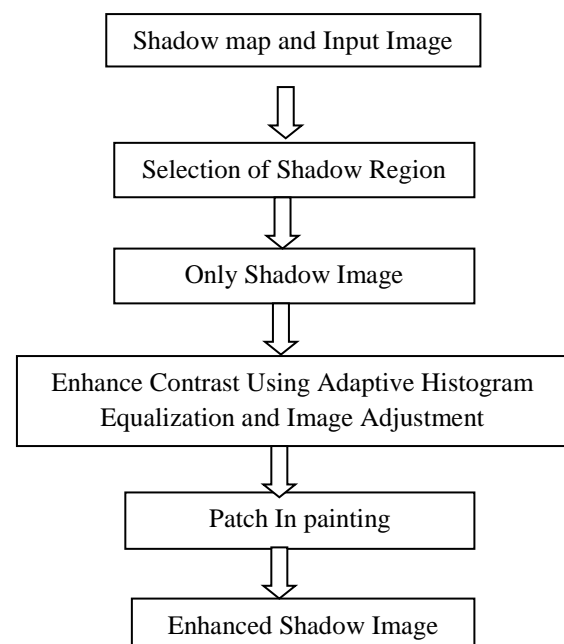 Shadow map and Input Image
Selection of Shadow Region
Only Shadow Image
Enhance Contrast Using Adaptive Histogram
Equalization and Image Adjustment
Patch In painting
Enhanced Shadow Image